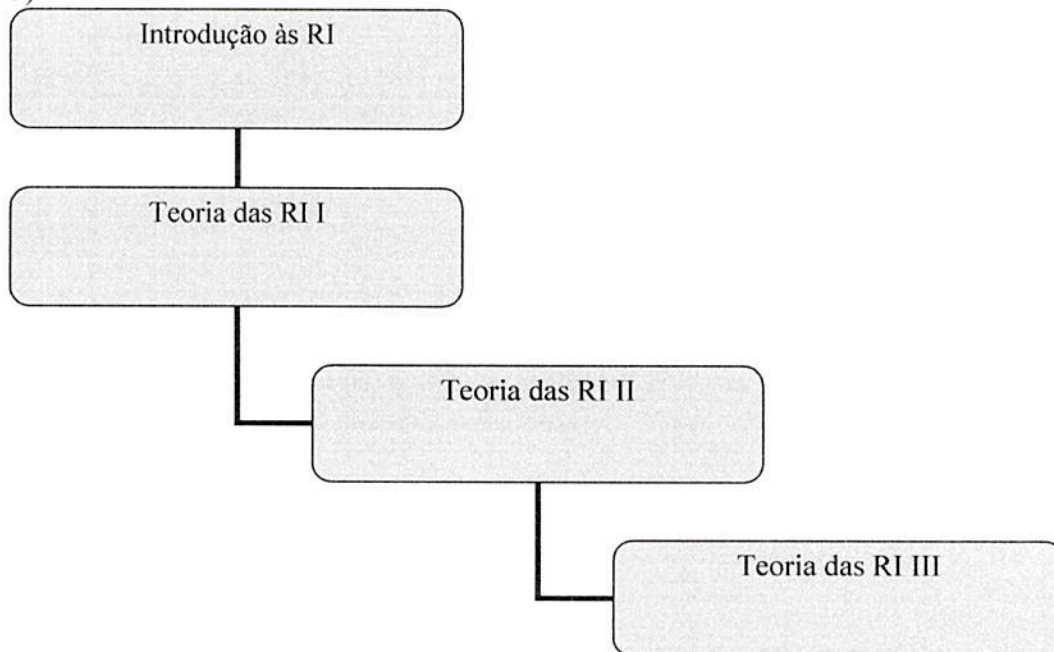 Introdução às RI
Teoria das RI I
Teoria das RI II
Teoria das RI III